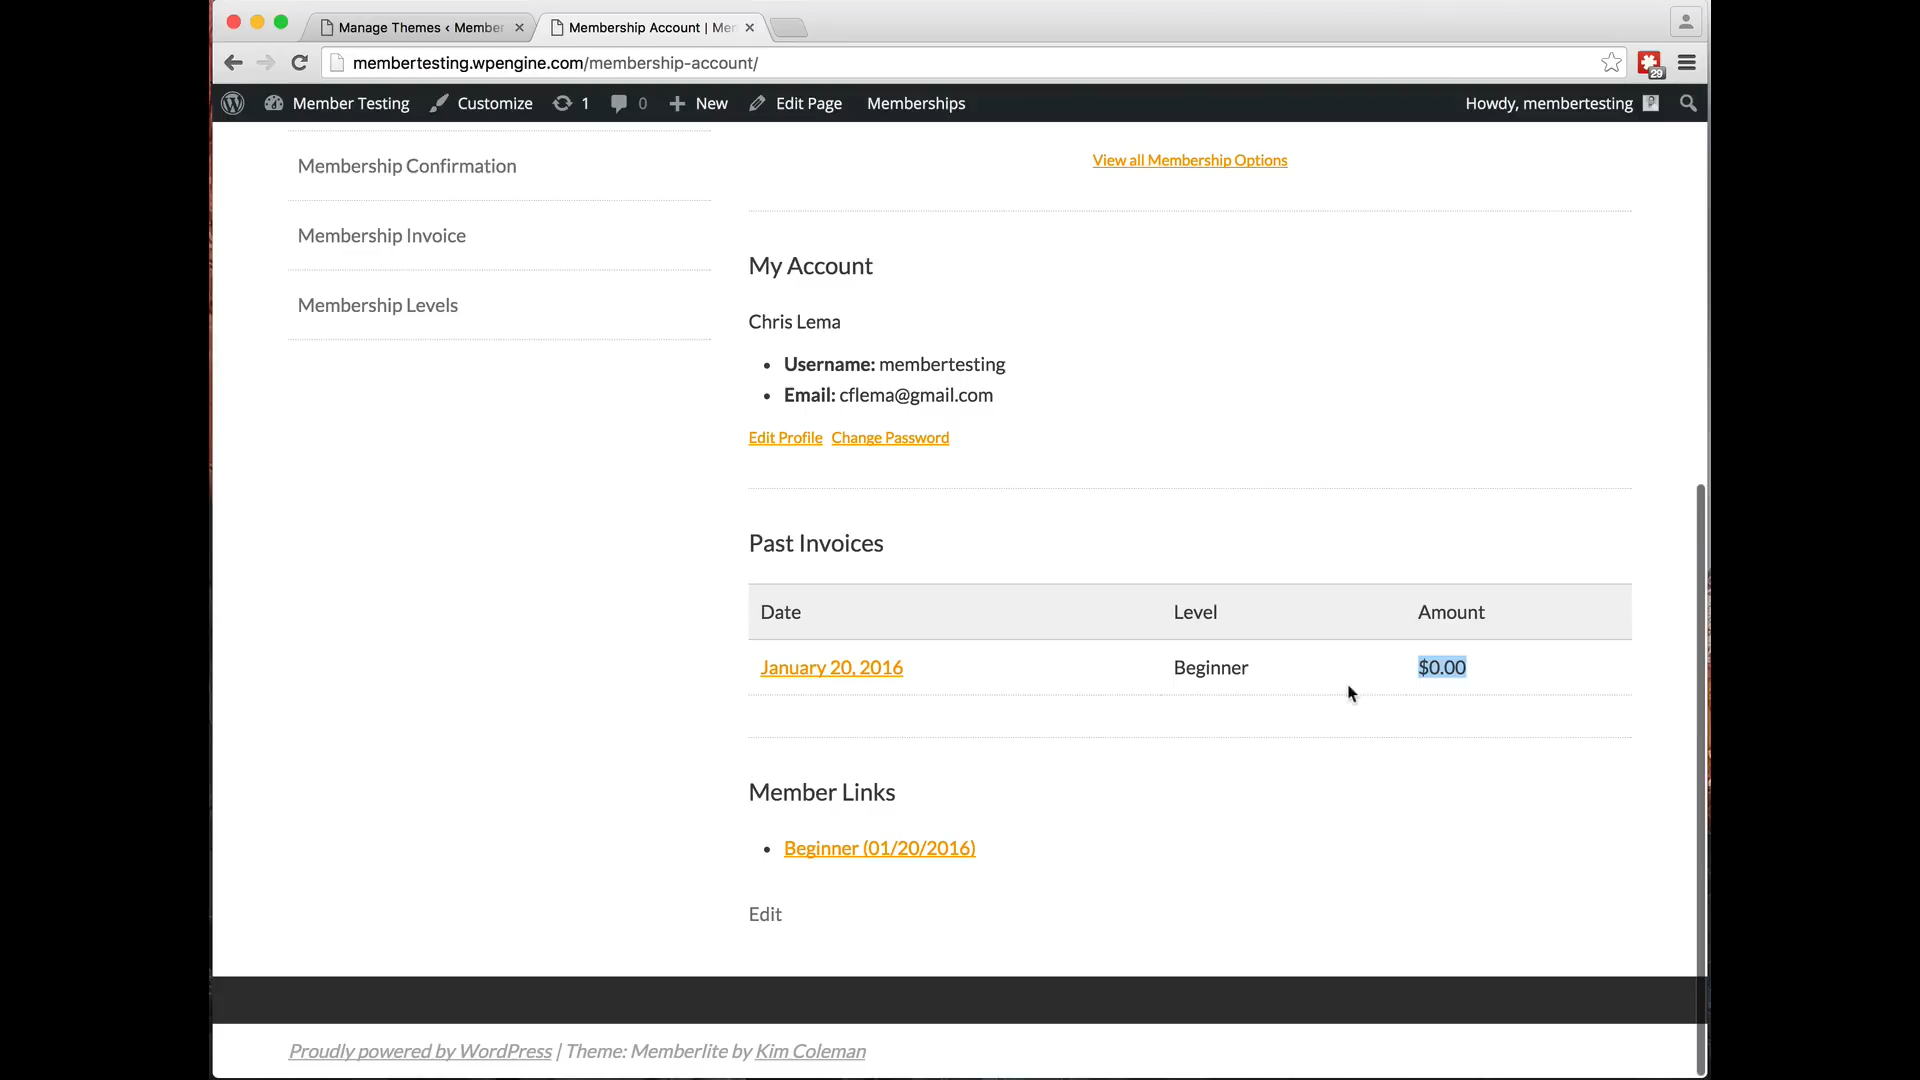 Manage Themes ‹ Member
Membership Account | Mem
membertesting.wpengine.com/membership-account/
29
Member Testing
Customize
1
0
New
Edit Page
Memberships
Howdy, membertesting
Membership Confirmation
Membership Invoice
Membership Levels
View all Membership Options
My Account
Chris Lema
Username: membertesting
Email: cflema@gmail.com
Edit Profile Change Password
Past Invoices
Date Level Amount
January 20, 2016 Beginner $0.00
Member Links
Beginner (01/20/2016)
Edit
Proudly powered by WordPress | Theme: Memberlite by Kim Coleman